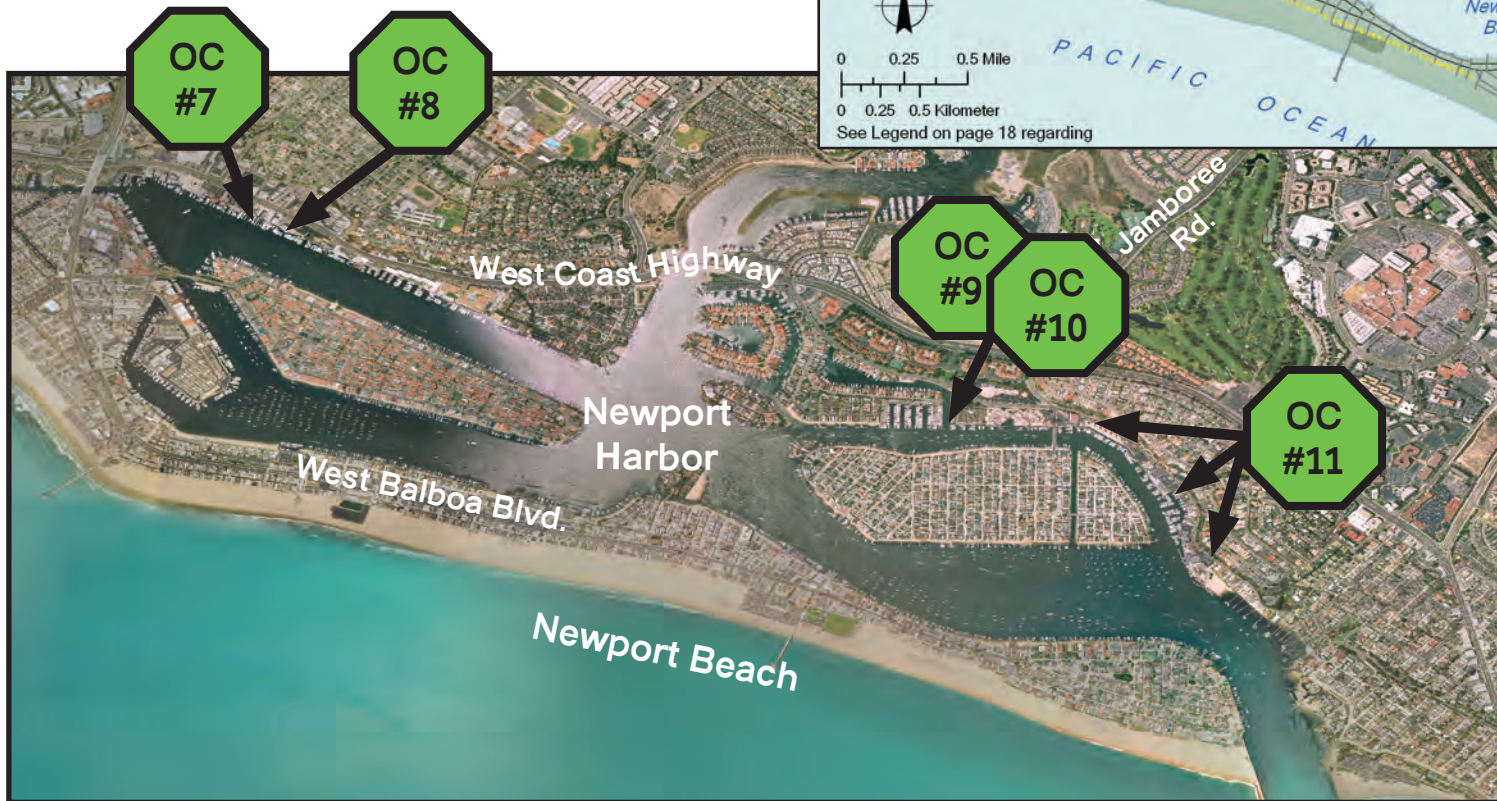 OC
#7
OC
#8
0 0.25 0.5 Mile
0 0.25 0.5 Kilometer
See Legend on page 18 regarding
PACIFIC OCEAN
OC
#9
OC
#10
Jamboree
Rd.
West Coast Highway
OC
#11
Newport
Harbor
West Balboa Blvd.
Newport Beach